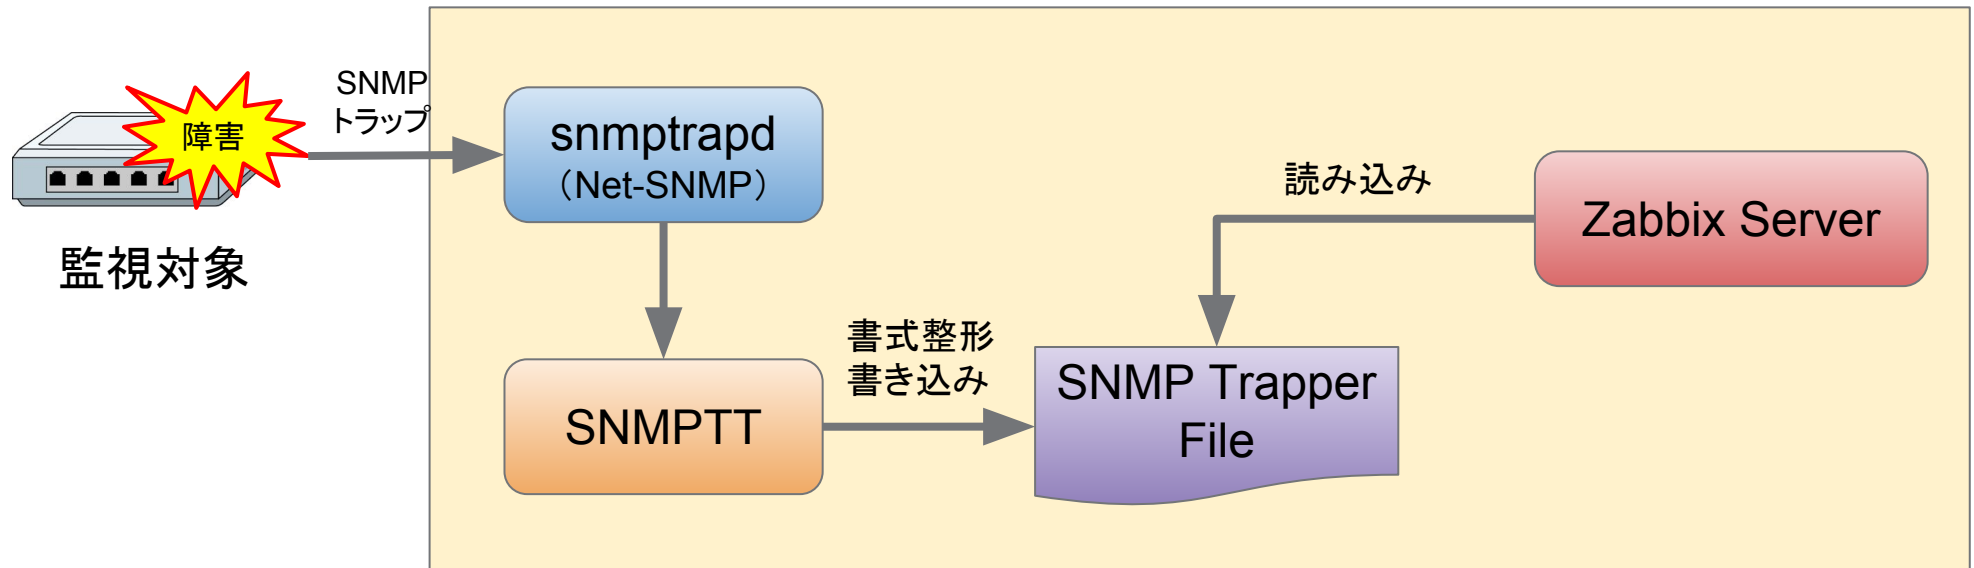 障害
監視対象
SNMP
トラップ
snmptrapd
（Net-SNMP）
SNMPTT
書式整形
書き込み
SNMP Trapper
File
読み込み
Zabbix Server